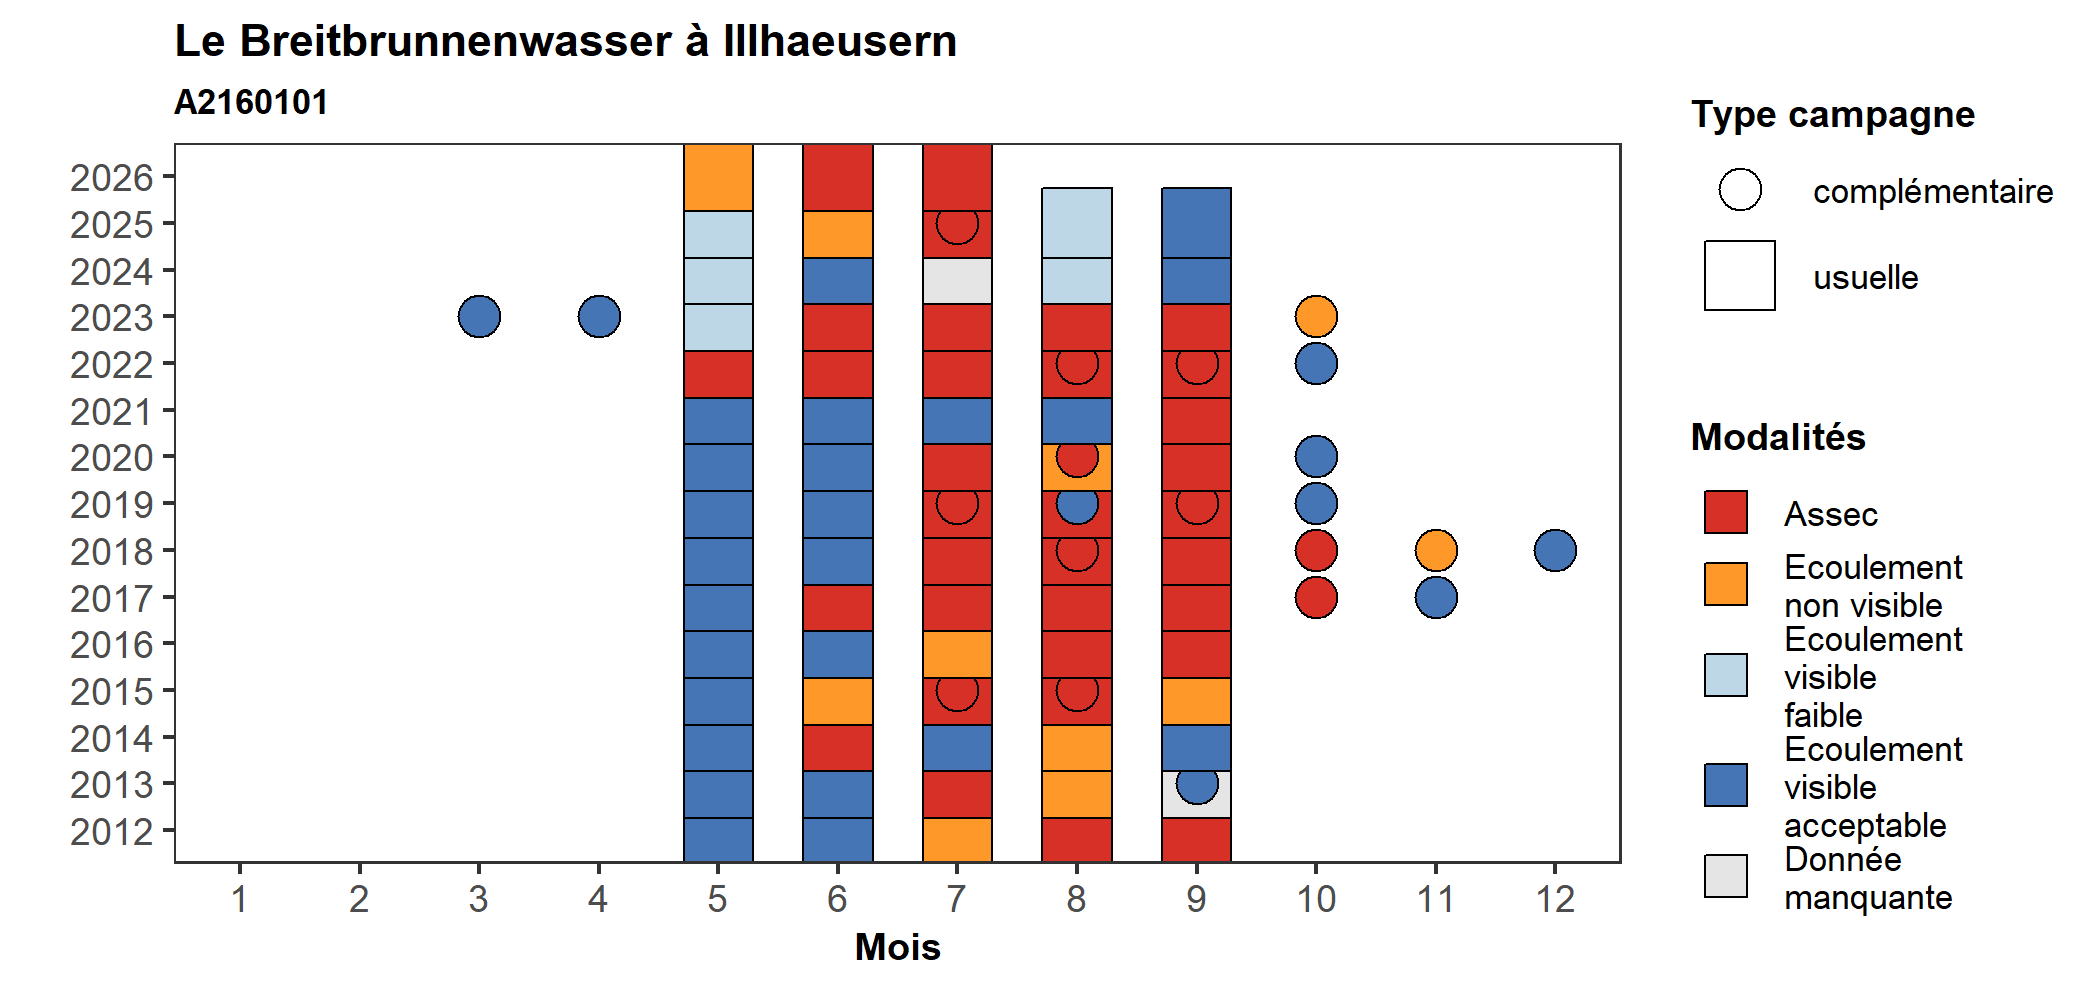 Le Breitbrunnenwasser à Illhaeusern
A2160101
2026
2025
2024
2023
2022
2021
2020
2019
2018
2017
2016
2015
2014
2013
2012
1 2 3 4 5 6 7 8 9 10 11 12
Mois
Type campagne
complémentaire
usuelle
Modalités
Assec
Ecoulement
non visible
Ecoulement
visible
faible
Ecoulement
visible
acceptable
Donnée
manquante